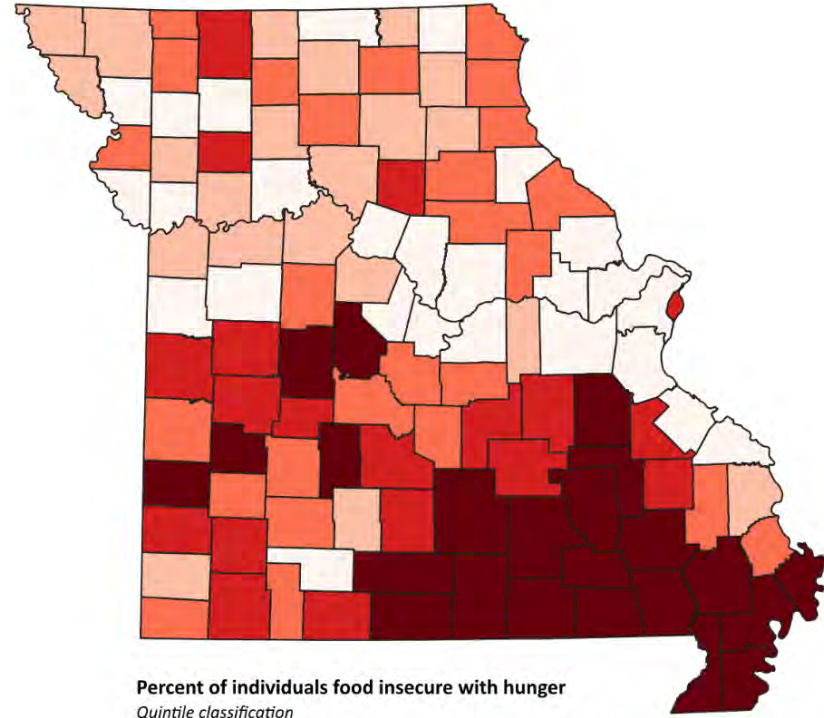 Percent of individuals food insecure with hunger
Quintile classification